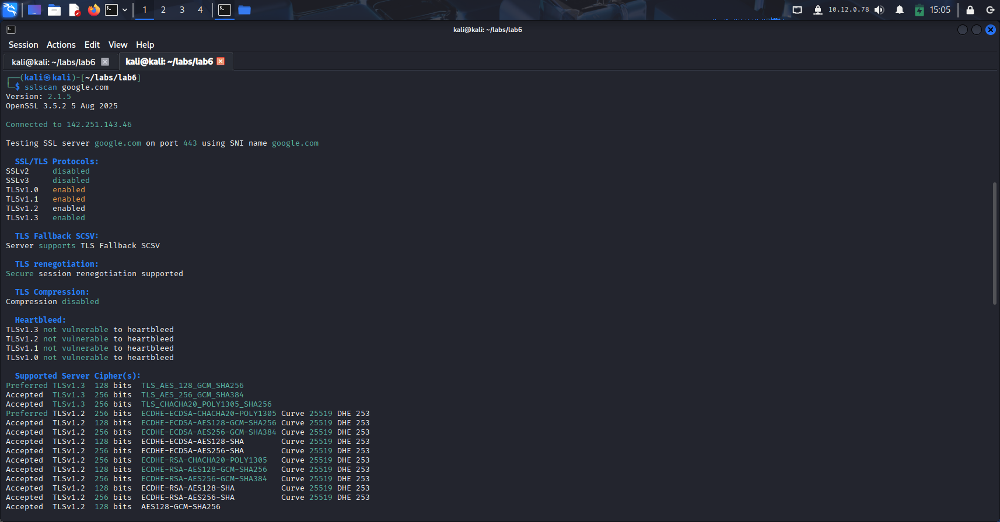 1 2 3 4 10.12.0.78 15:05
kali@kali: ~/labs/lab6
Session Actions Edit View Help
kali@kali: ~/labs/lab6 kali@kali: ~/labs/lab6
┌──(kali㉿kali)-[~/labs/lab6]
└─$ sslscan google.com
Version: 2.1.5
OpenSSL 3.5.2 5 Aug 2025
Connected to 142.251.143.46
Testing SSL server google.com on port 443 using SNI name google.com
SSL/TLS Protocols:
SSLv2 disabled
SSLv3 disabled
TLSv1.0 enabled
TLSv1.1 enabled
TLSv1.2 enabled
TLSv1.3 enabled
TLS Fallback SCSV:
Server supports TLS Fallback SCSV
TLS renegotiation:
Secure session renegotiation supported
TLS Compression:
Compression disabled
Heartbleed:
TLSv1.3 not vulnerable to heartbleed
TLSv1.2 not vulnerable to heartbleed
TLSv1.1 not vulnerable to heartbleed
TLSv1.0 not vulnerable to heartbleed
Supported Server Cipher(s):
Preferred TLSv1.3 128 bits TLS_AES_128_GCM_SHA256
Accepted TLSv1.3 256 bits TLS_AES_256_GCM_SHA384
Accepted TLSv1.3 256 bits TLS_CHACHA20_POLY1305_SHA256
Preferred TLSv1.2 256 bits ECDHE-ECDSA-CHACHA20-POLY1305 Curve 25519 DHE 253
Accepted TLSv1.2 128 bits ECDHE-ECDSA-AES128-GCM-SHA256 Curve 25519 DHE 253
Accepted TLSv1.2 256 bits ECDHE-ECDSA-AES256-GCM-SHA384 Curve 25519 DHE 253
Accepted TLSv1.2 128 bits ECDHE-ECDSA-AES128-SHA Curve 25519 DHE 253
Accepted TLSv1.2 256 bits ECDHE-ECDSA-AES256-SHA Curve 25519 DHE 253
Accepted TLSv1.2 256 bits ECDHE-RSA-CHACHA20-POLY1305 Curve 25519 DHE 253
Accepted TLSv1.2 128 bits ECDHE-RSA-AES128-GCM-SHA256 Curve 25519 DHE 253
Accepted TLSv1.2 256 bits ECDHE-RSA-AES256-GCM-SHA384 Curve 25519 DHE 253
Accepted TLSv1.2 128 bits ECDHE-RSA-AES128-SHA Curve 25519 DHE 253
Accepted TLSv1.2 256 bits ECDHE-RSA-AES256-SHA Curve 25519 DHE 253
Accepted TLSv1.2 128 bits AES128-GCM-SHA256